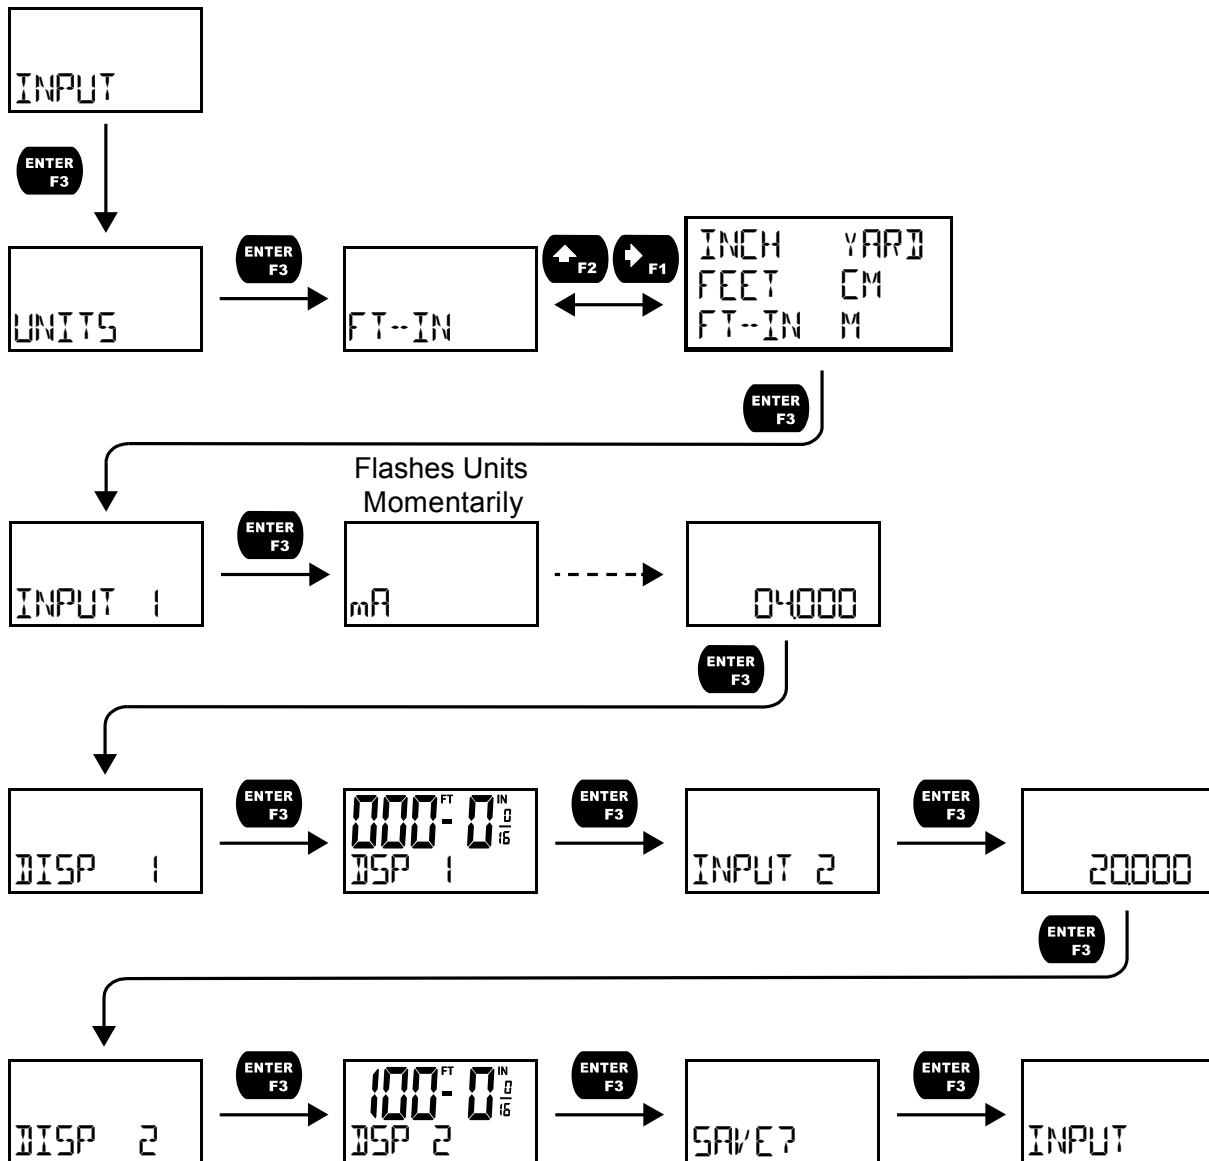 INPUT
ENTER
F3
UNITS
ENTER
F3
FT--IN
F2
F1
INCH YARD
FEET CM
FT--IN M
ENTER
F3
Flashes Units
Momentarily
INPUT 1
ENTER
F3
mA
04.000
ENTER
F3
DISP 1
ENTER
F3
000 FT - 0 IN 0/16
DSP 1
ENTER
F3
INPUT 2
ENTER
F3
20.000
ENTER
F3
DISP 2
ENTER
F3
100 FT - 0 IN 0/16
DSP 2
ENTER
F3
SAVE?
ENTER
F3
INPUT